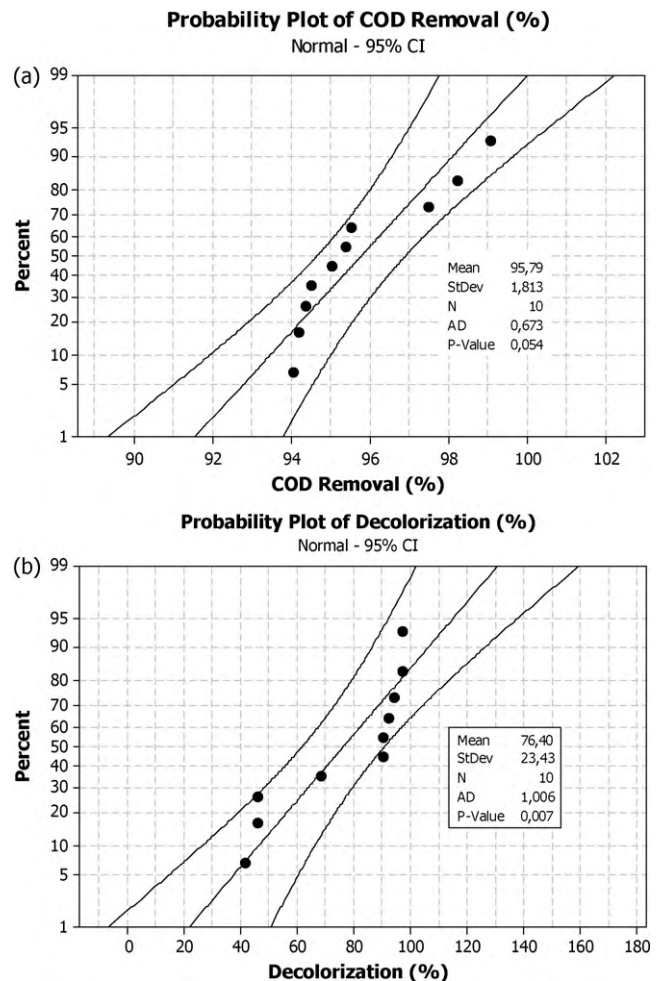 Probability Plot of COD Removal (%)
Normal - 95% CI
(a)
99
95
90
80
70
60
50
40
30
20
10
5
1
Percent
Mean 95,79
StDev 1,813
N 10
AD 0,673
P-Value 0,054
90 92 94 96 98 100 102
COD Removal (%)
Probability Plot of Decolorization (%)
Normal - 95% CI
(b)
99
95
90
80
70
60
50
40
30
20
10
5
1
Percent
Mean 76,40
StDev 23,43
N 10
AD 1,006
P-Value 0,007
0 20 40 60 80 100 120 140 160 180
Decolorization (%)